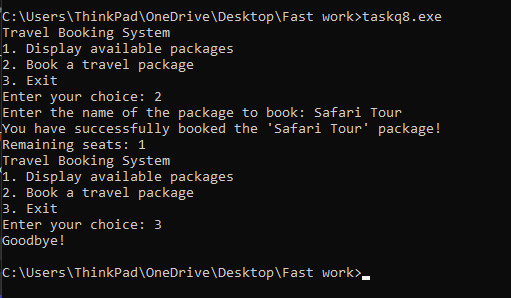 C:\Users\ThinkPad\OneDrive\Desktop\Fast work>taskq8.exe
Travel Booking System
1. Display available packages
2. Book a travel package
3. Exit
Enter your choice: 2
Enter the name of the package to book: Safari Tour
You have successfully booked the 'Safari Tour' package!
Remaining seats: 1
Travel Booking System
1. Display available packages
2. Book a travel package
3. Exit
Enter your choice: 3
Goodbye!
C:\Users\ThinkPad\OneDrive\Desktop\Fast work>